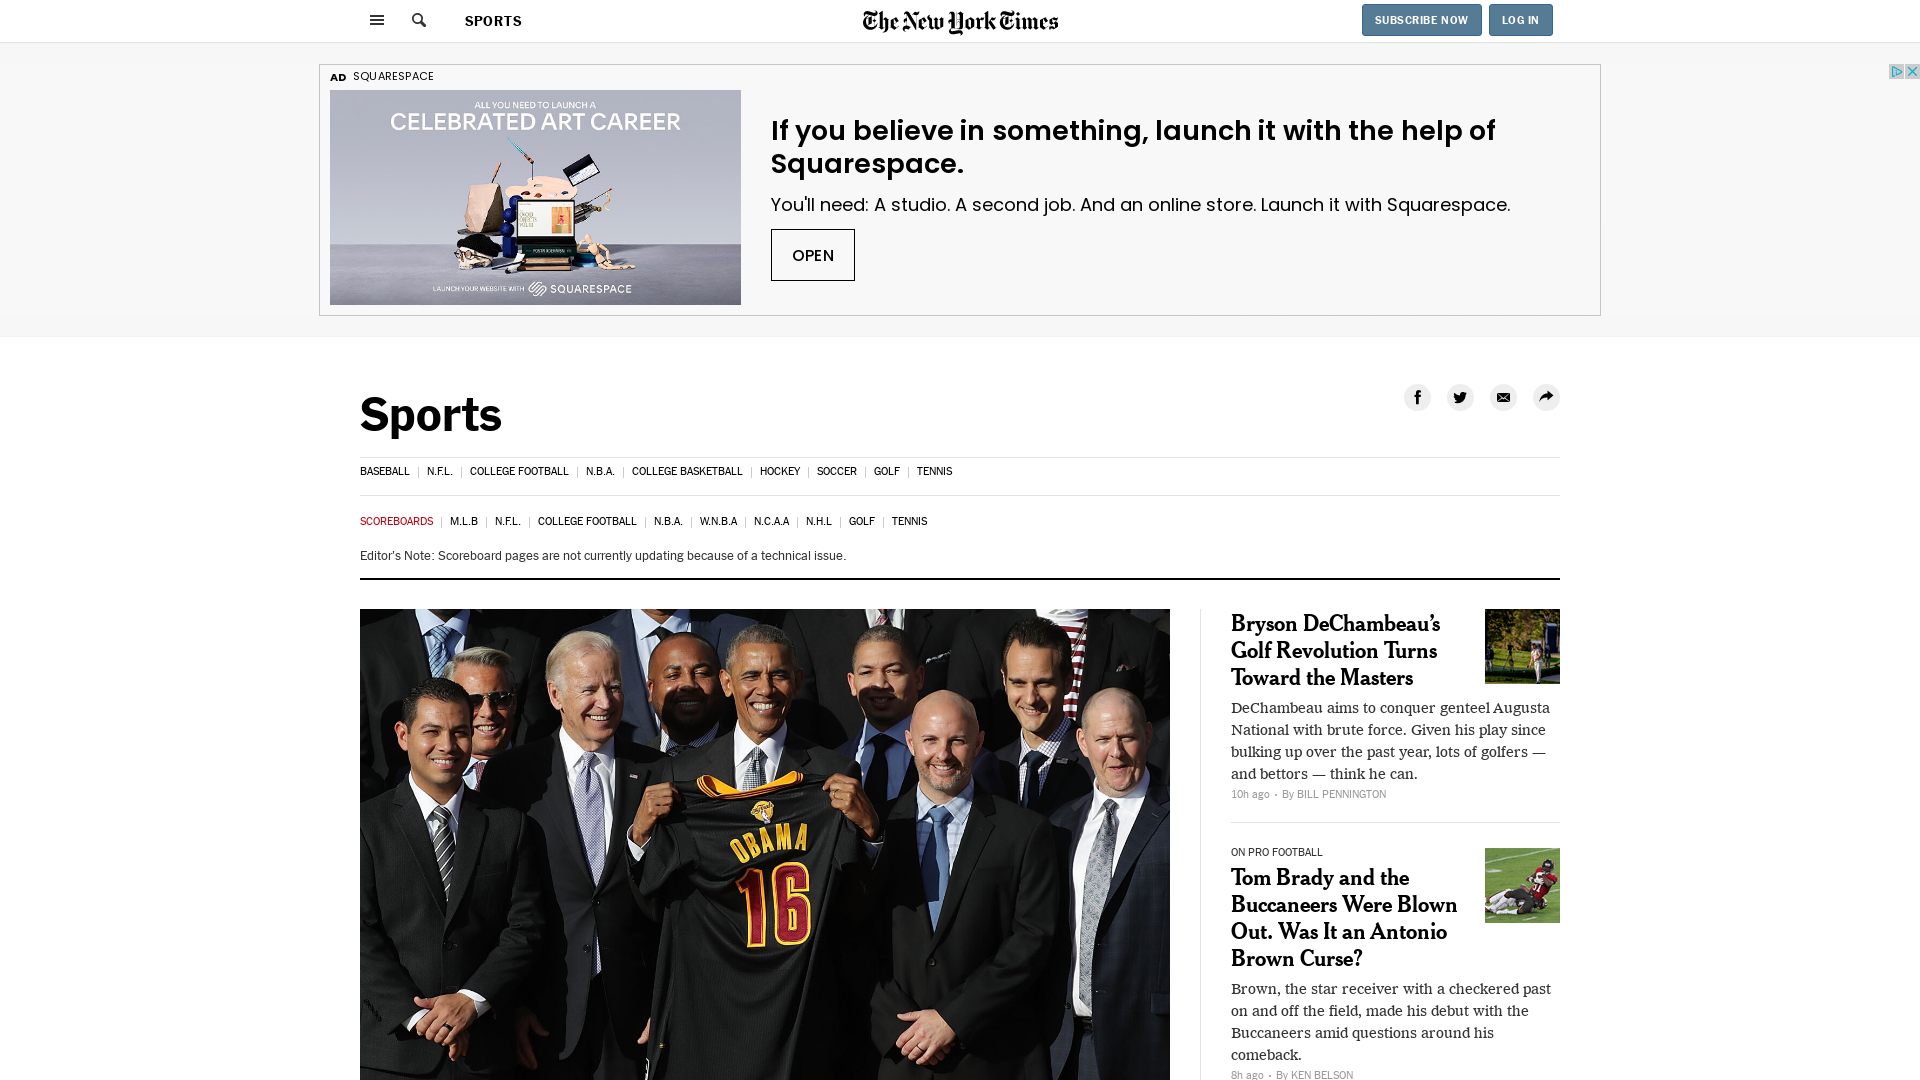 SPORTS
The New York Times
SUBSCRIBE NOW
LOG IN
AD SQUARESPACE
ALL YOU NEED TO LAUNCH A
CELEBRATED ART CAREER
LAUNCH YOUR WEBSITE WITH SQUARESPACE
If you believe in something, launch it with the help of
Squarespace.
You'll need: A studio. A second job. And an online store. Launch it with Squarespace.
OPEN
Sports
BASEBALL | N.F.L. | COLLEGE FOOTBALL | N.B.A. | COLLEGE BASKETBALL | HOCKEY | SOCCER | GOLF | TENNIS
SCOREBOARDS | M.L.B | N.F.L. | COLLEGE FOOTBALL | N.B.A. | W.N.B.A | N.C.A.A | N.H.L | GOLF | TENNIS
Editor's Note: Scoreboard pages are not currently updating because of a technical issue.
OBAMA
16
Bryson DeChambeau’s
Golf Revolution Turns
Toward the Masters
DeChambeau aims to conquer genteel Augusta
National with brute force. Given his play since
bulking up over the past year, lots of golfers —
and bettors — think he can.
10h ago • By BILL PENNINGTON
ON PRO FOOTBALL
Tom Brady and the
Buccaneers Were Blown
Out. Was It an Antonio
Brown Curse?
Brown, the star receiver with a checkered past
on and off the field, made his debut with the
Buccaneers amid questions around his
comeback.
8h ago • By KEN BELSON